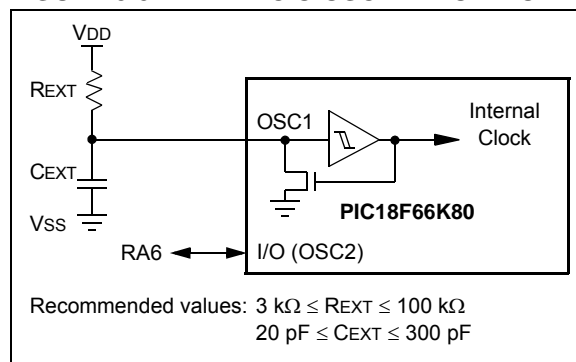 VDD
REXT
OSC1
Internal
Clock
CEXT
PIC18F66K80
VSS
RA6
I/O (OSC2)
Recommended values: 3 kΩ ≤ REXT ≤ 100 kΩ
20 pF ≤ CEXT ≤ 300 pF